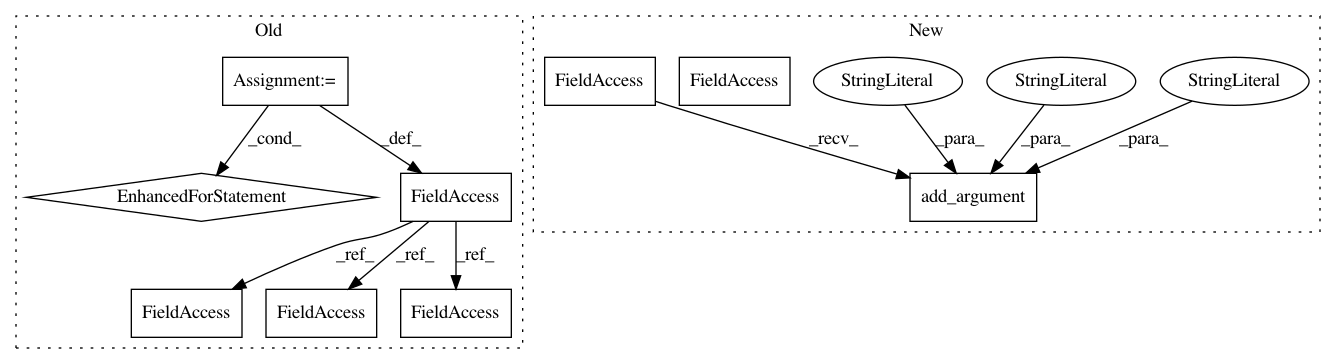 Old
New
Assignment:=
FieldAccess
FieldAccess
StringLiteral
StringLiteral
StringLiteral
_cond_
_def_
_recv_
_para_
_para_
_para_
EnhancedForStatement
FieldAccess
add_argument
_ref_
_ref_
_ref_
FieldAccess
FieldAccess
FieldAccess